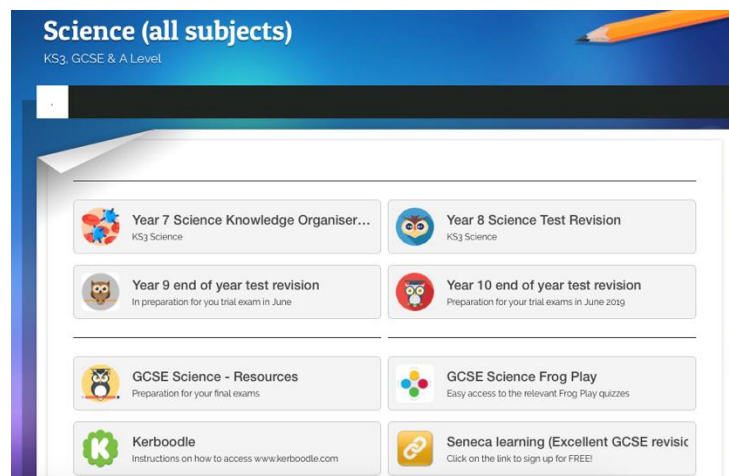 Science (all subjects)
KS3, GCSE & A Level
Year 7 Science Knowledge Organiser...
KS3 Science
Year 8 Science Test Revision
KS3 Science
Year 9 end of year test revision
In preparation for you trial exam in June
Year 10 end of year test revision
Preparation for your trial exams in June 2019
GCSE Science - Resources
Preparation for your final exams
GCSE Science Frog Play
Easy access to the relevant Frog Play quizzes
K
Kerboodle
Instructions on how to access www.kerboodle.com
Seneca learning (Excellent GCSE revisic
Click on the link to sign up for FREE!